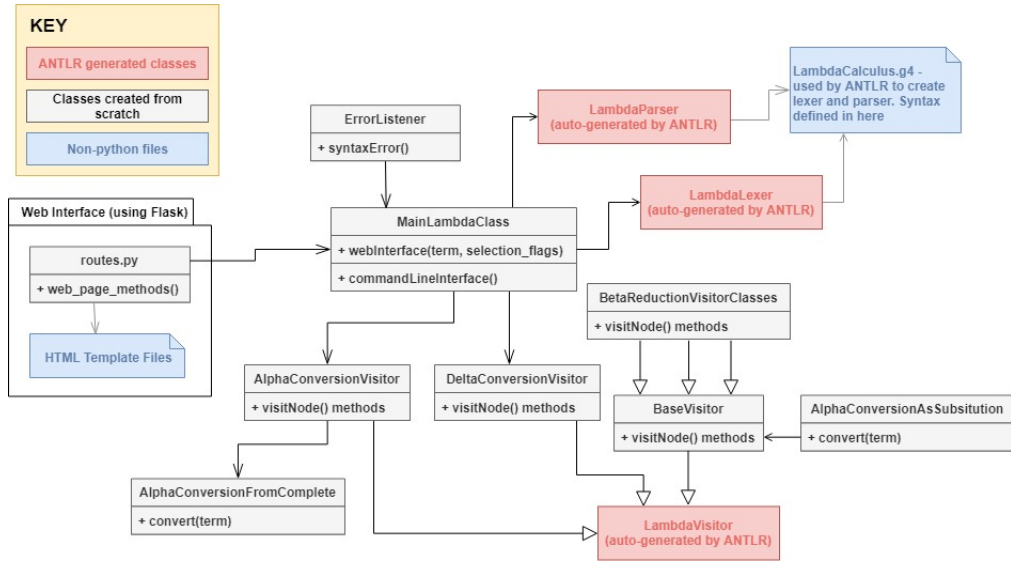 KEY
ANTLR generated classes
Classes created from
scratch
Non-python files
ErrorListener
+ syntaxError()
LambdaParser
(auto-generated by ANTLR)
LambdaCalculus.g4 -
used by ANTLR to create
lexer and parser. Syntax
defined in here
LambdaLexer
(auto-generated by ANTLR)
Web Interface (using Flask)
routes.py
+ web_page_methods()
HTML Template Files
MainLambdaClass
+ webInterface(term, selection_flags)
+ commandLineInterface()
BetaReductionVisitorClasses
+ visitNode() methods
AlphaConversionVisitor
+ visitNode() methods
DeltaConversionVisitor
+ visitNode() methods
BaseVisitor
+ visitNode() methods
AlphaConversionAsSubsitution
+ convert(term)
AlphaConversionFromComplete
+ convert(term)
LambdaVisitor
(auto-generated by ANTLR)